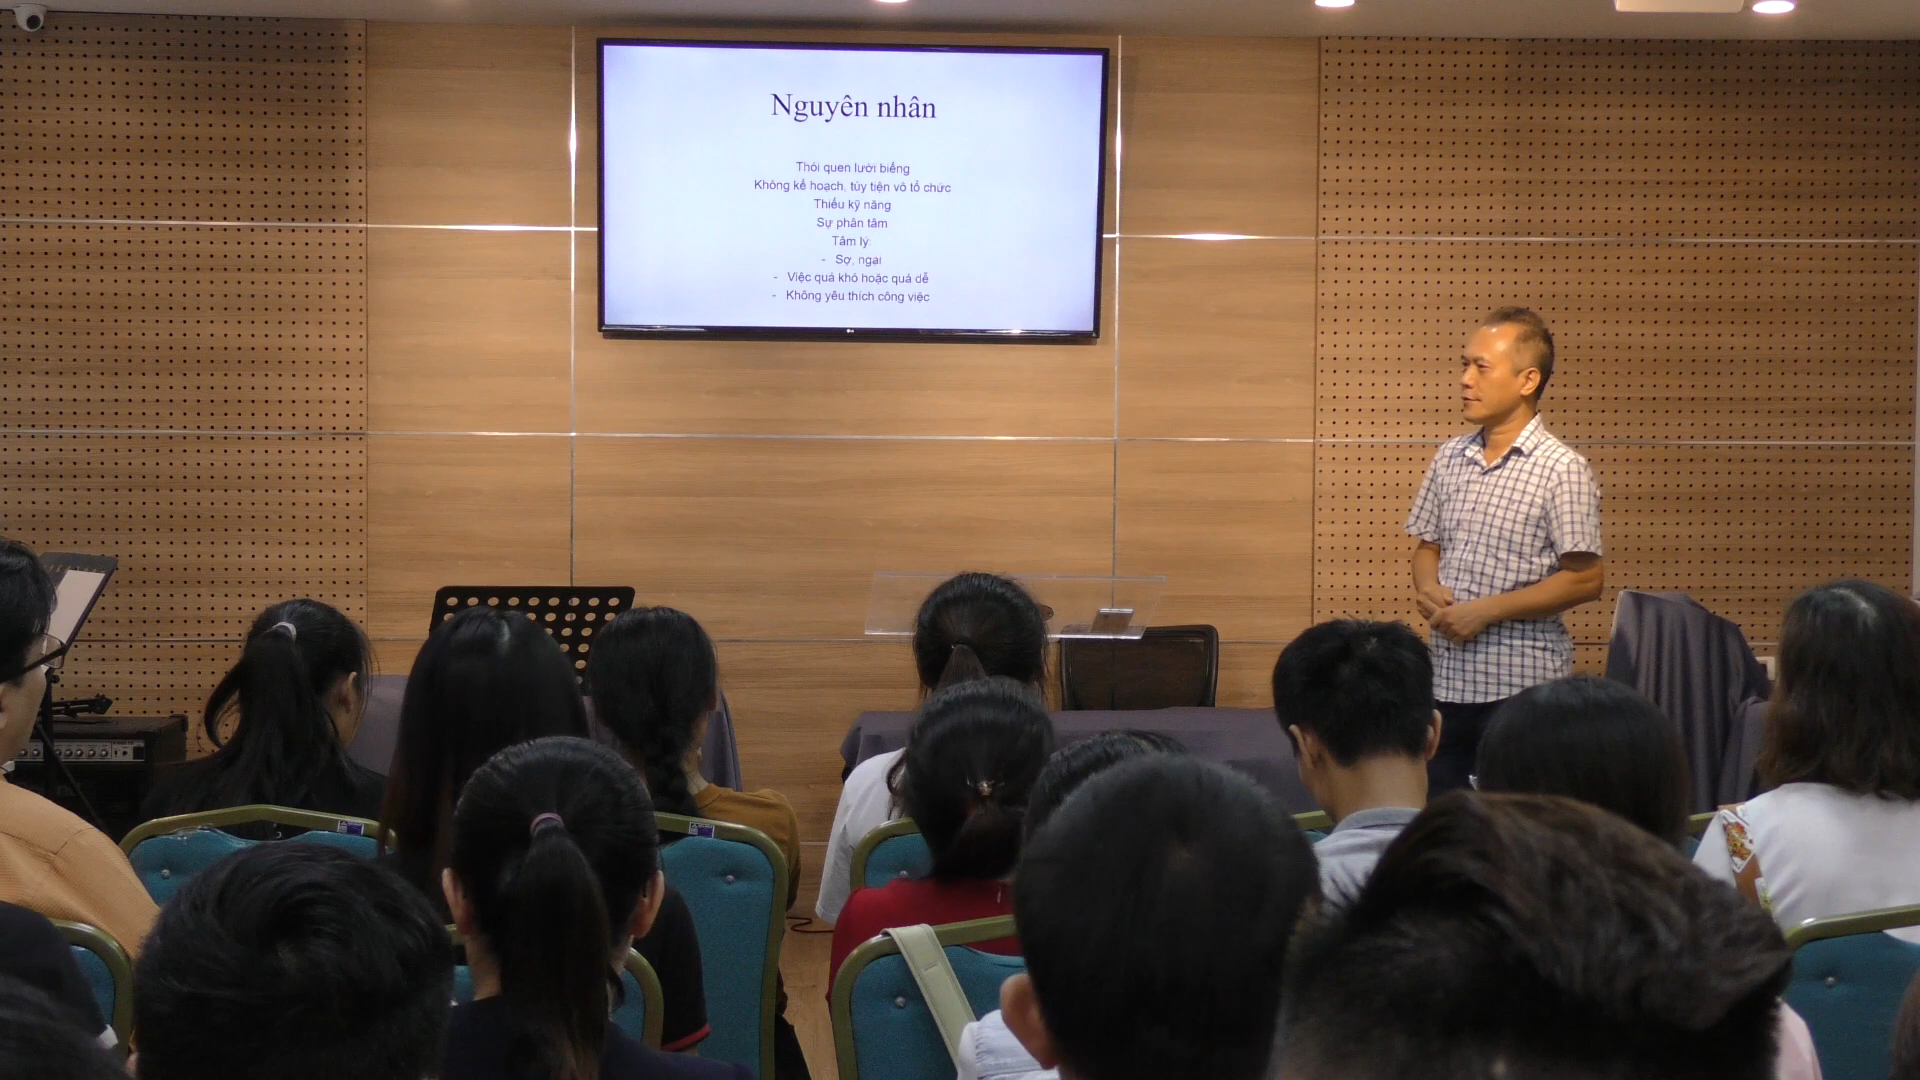 Nguyên nhân
Thói quen lười biếng
Không kế hoạch, tùy tiện vô tổ chức
Thiếu kỹ năng
Sự phân tâm
Tâm lý:
- Sợ, ngại
- Việc quá khó hoặc quá dễ
- Không yêu thích công việc
LG